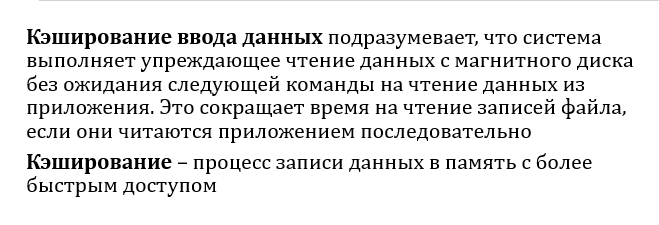 Кэширование ввода данных подразумевает, что система
выполняет упреждающее чтение данных с магнитного диска
без ожидания следующей команды на чтение данных из
приложения. Это сокращает время на чтение записей файла,
если они читаются приложением последовательно
Кэширование – процесс записи данных в память с более
быстрым доступом